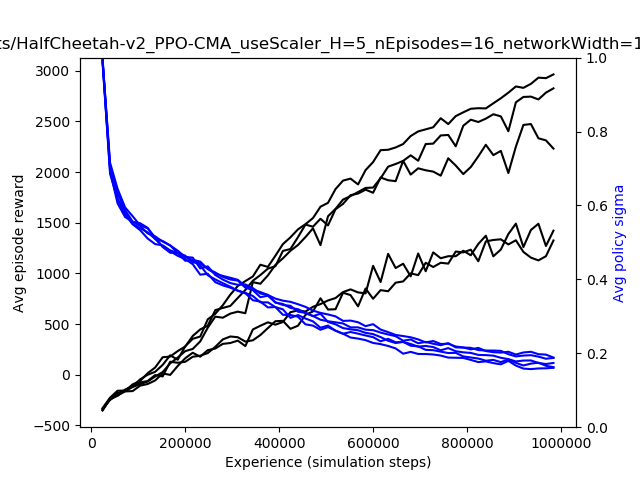 ts/HalfCheetah-v2_PPO-CMA_useScaler_H=5_nEpisodes=16_networkWidth=1
3000
2500
2000
1500
1000
500
0
−500
Avg episode reward
1.0
0.8
0.6
0.4
0.2
0.0
Avg policy sigma
0 200000 400000 600000 800000 1000000
Experience (simulation steps)